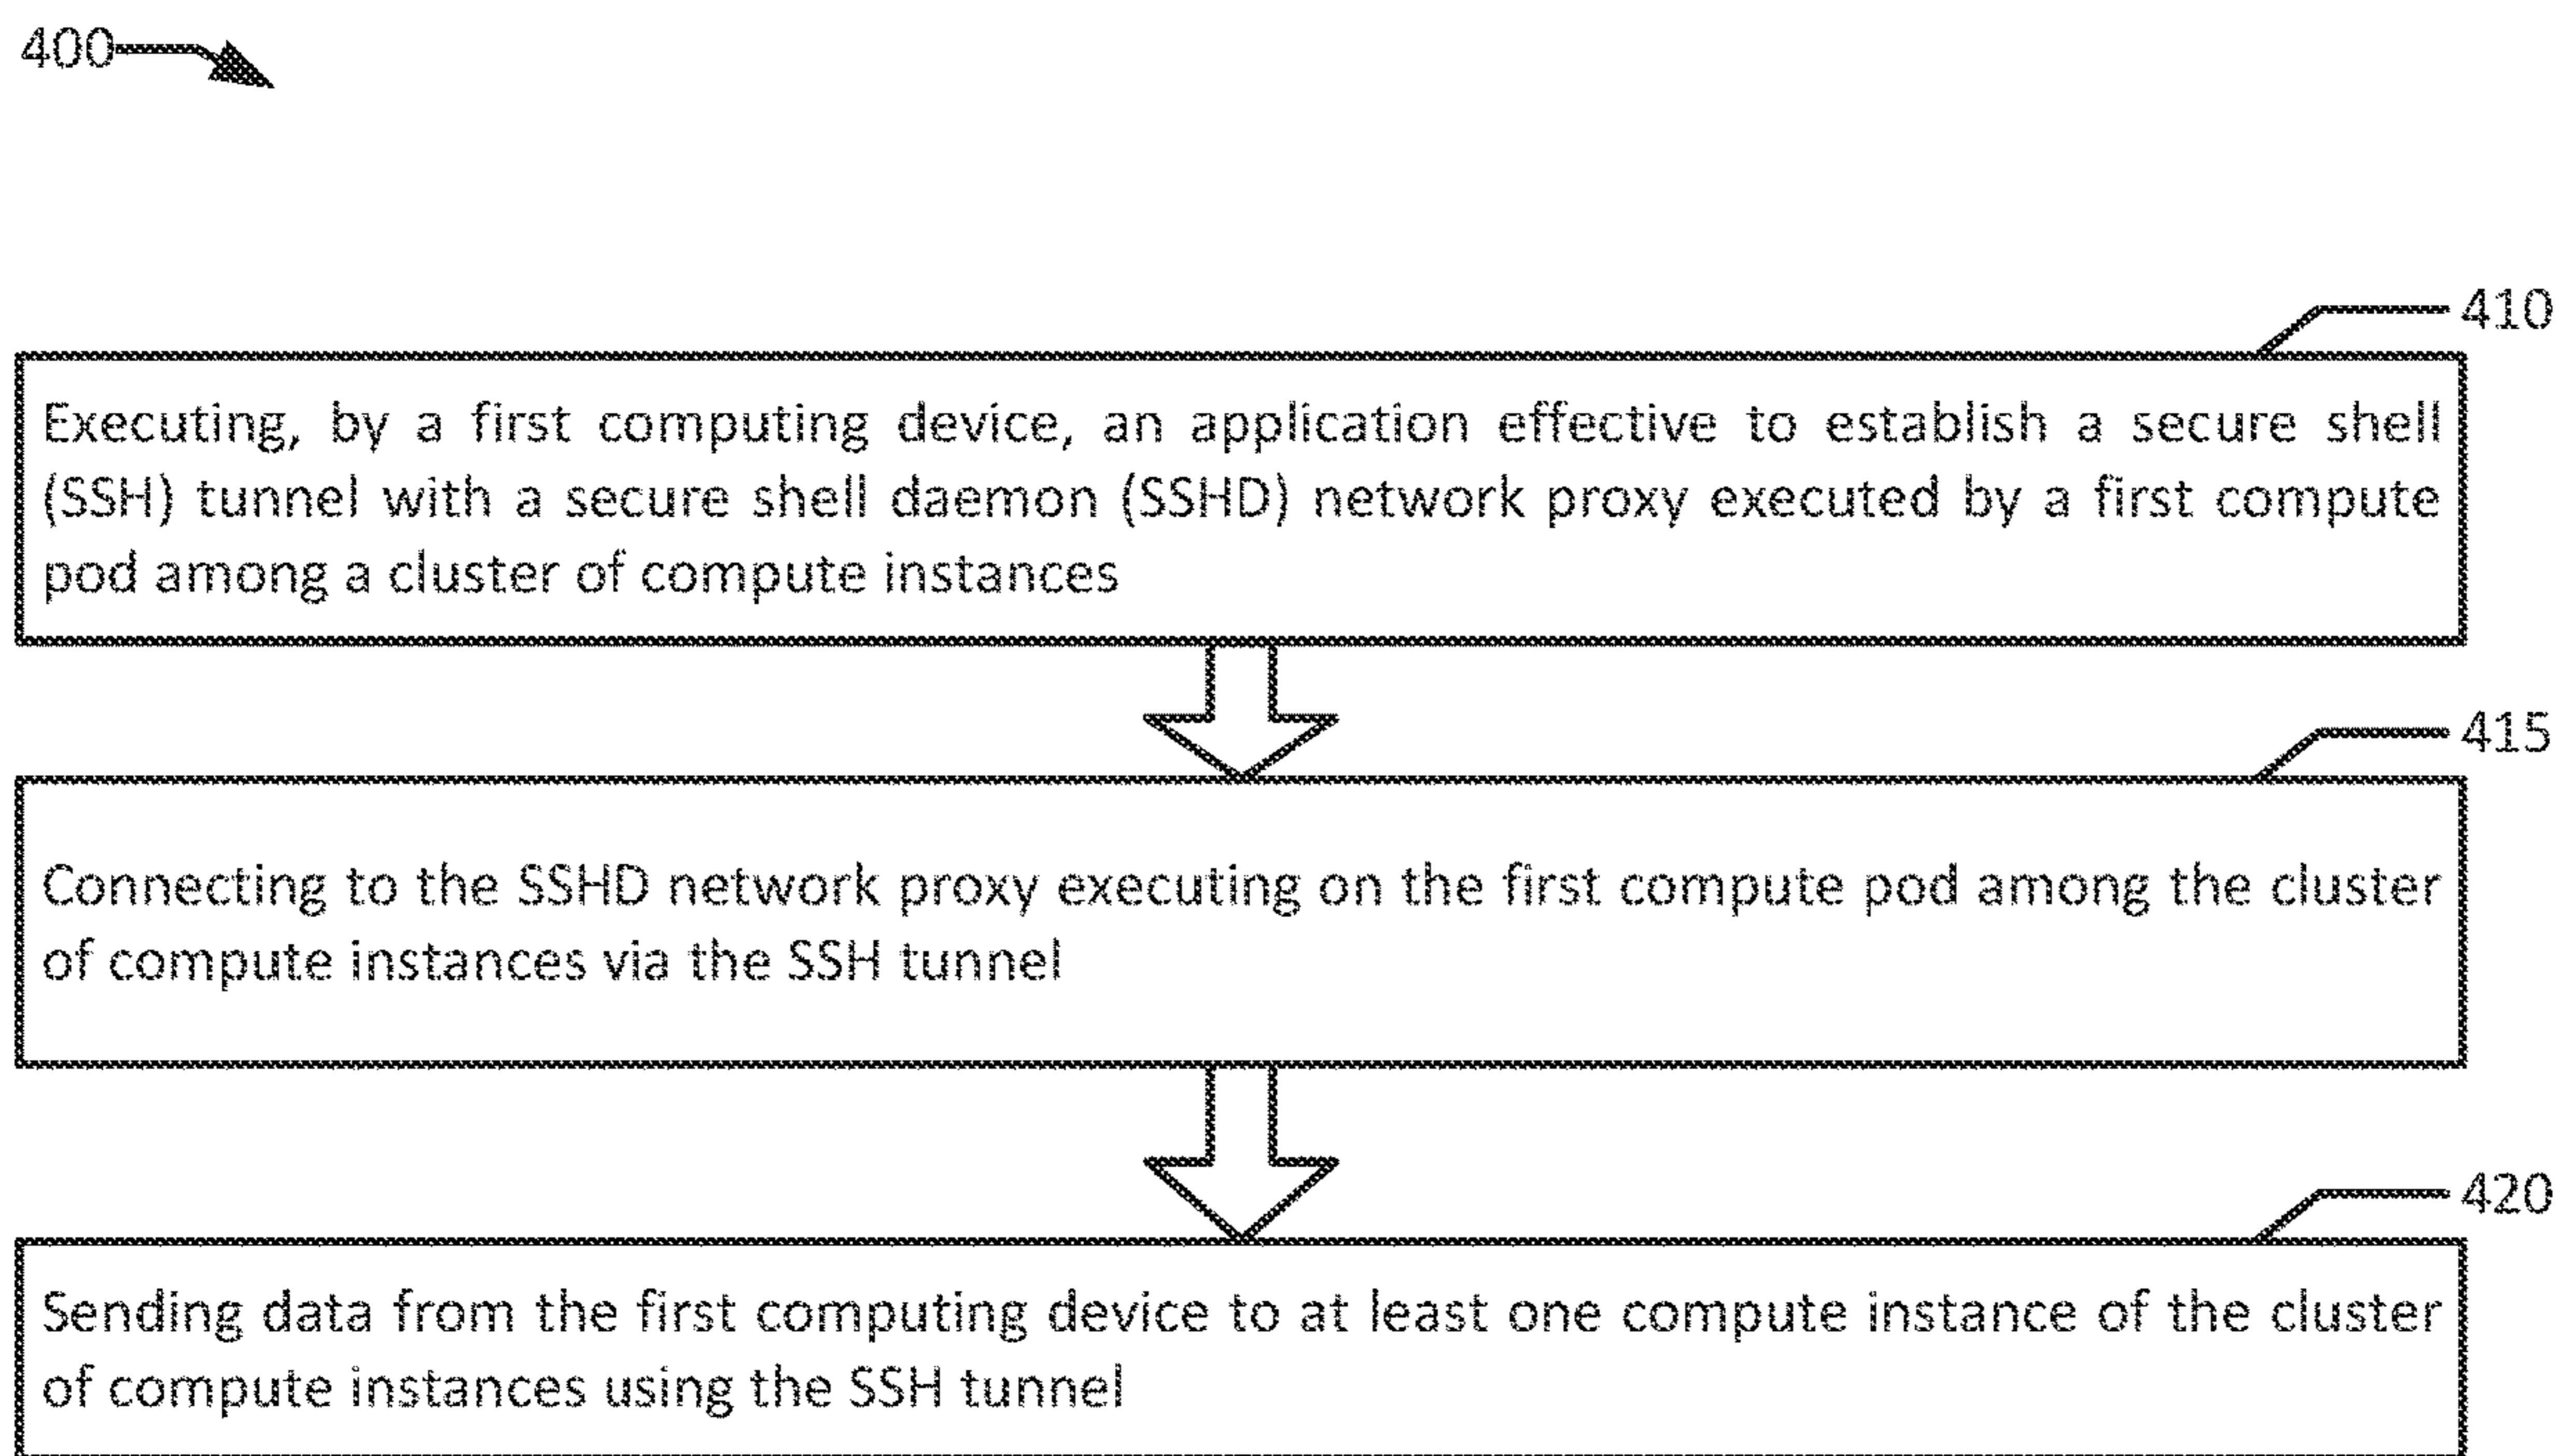 400
410
Executing, by a first computing device, an application effective to establish a secure shell
(SSH) tunnel with a secure shell daemon (SSHD) network proxy executed by a first compute
pod among a cluster of compute instances
415
Connecting to the SSHD network proxy executing on the first compute pod among the cluster
of compute instances via the SSH tunnel
420
Sending data from the first computing device to at least one compute instance of the cluster
of compute instances using the SSH tunnel